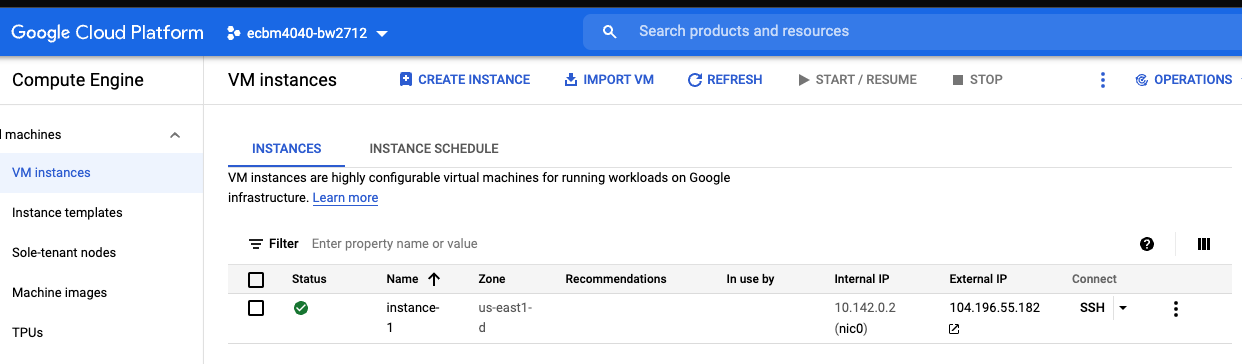 Google Cloud Platform
ecbm4040-bw2712
Search products and resources
Compute Engine
VM instances
CREATE INSTANCE
IMPORT VM
REFRESH
START / RESUME
STOP
OPERATIONS
machines
VM instances
Instance templates
Sole-tenant nodes
Machine images
TPUs
INSTANCES
INSTANCE SCHEDULE
VM instances are highly configurable virtual machines for running workloads on Google
infrastructure. Learn more
Filter Enter property name or value
Status Name Zone Recommendations In use by Internal IP External IP Connect
instance- us-east1- 10.142.0.2 104.196.55.182 SSH
1 d (nic0)